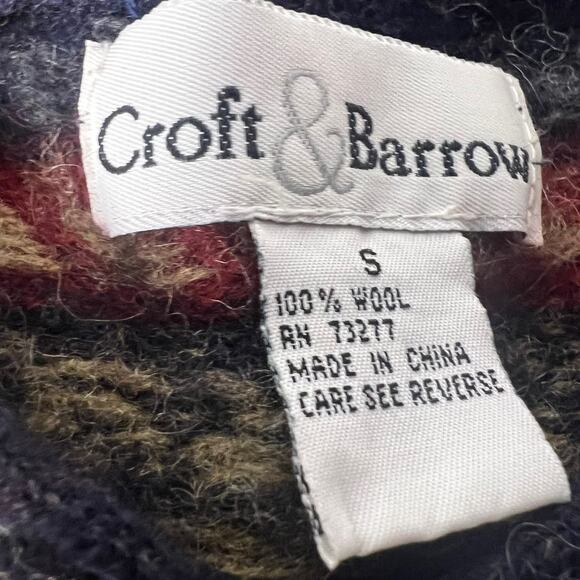 Croft & Barrow
S
100% WOOL
RN 73277
MADE IN CHINA
CARE SEE REVERSE